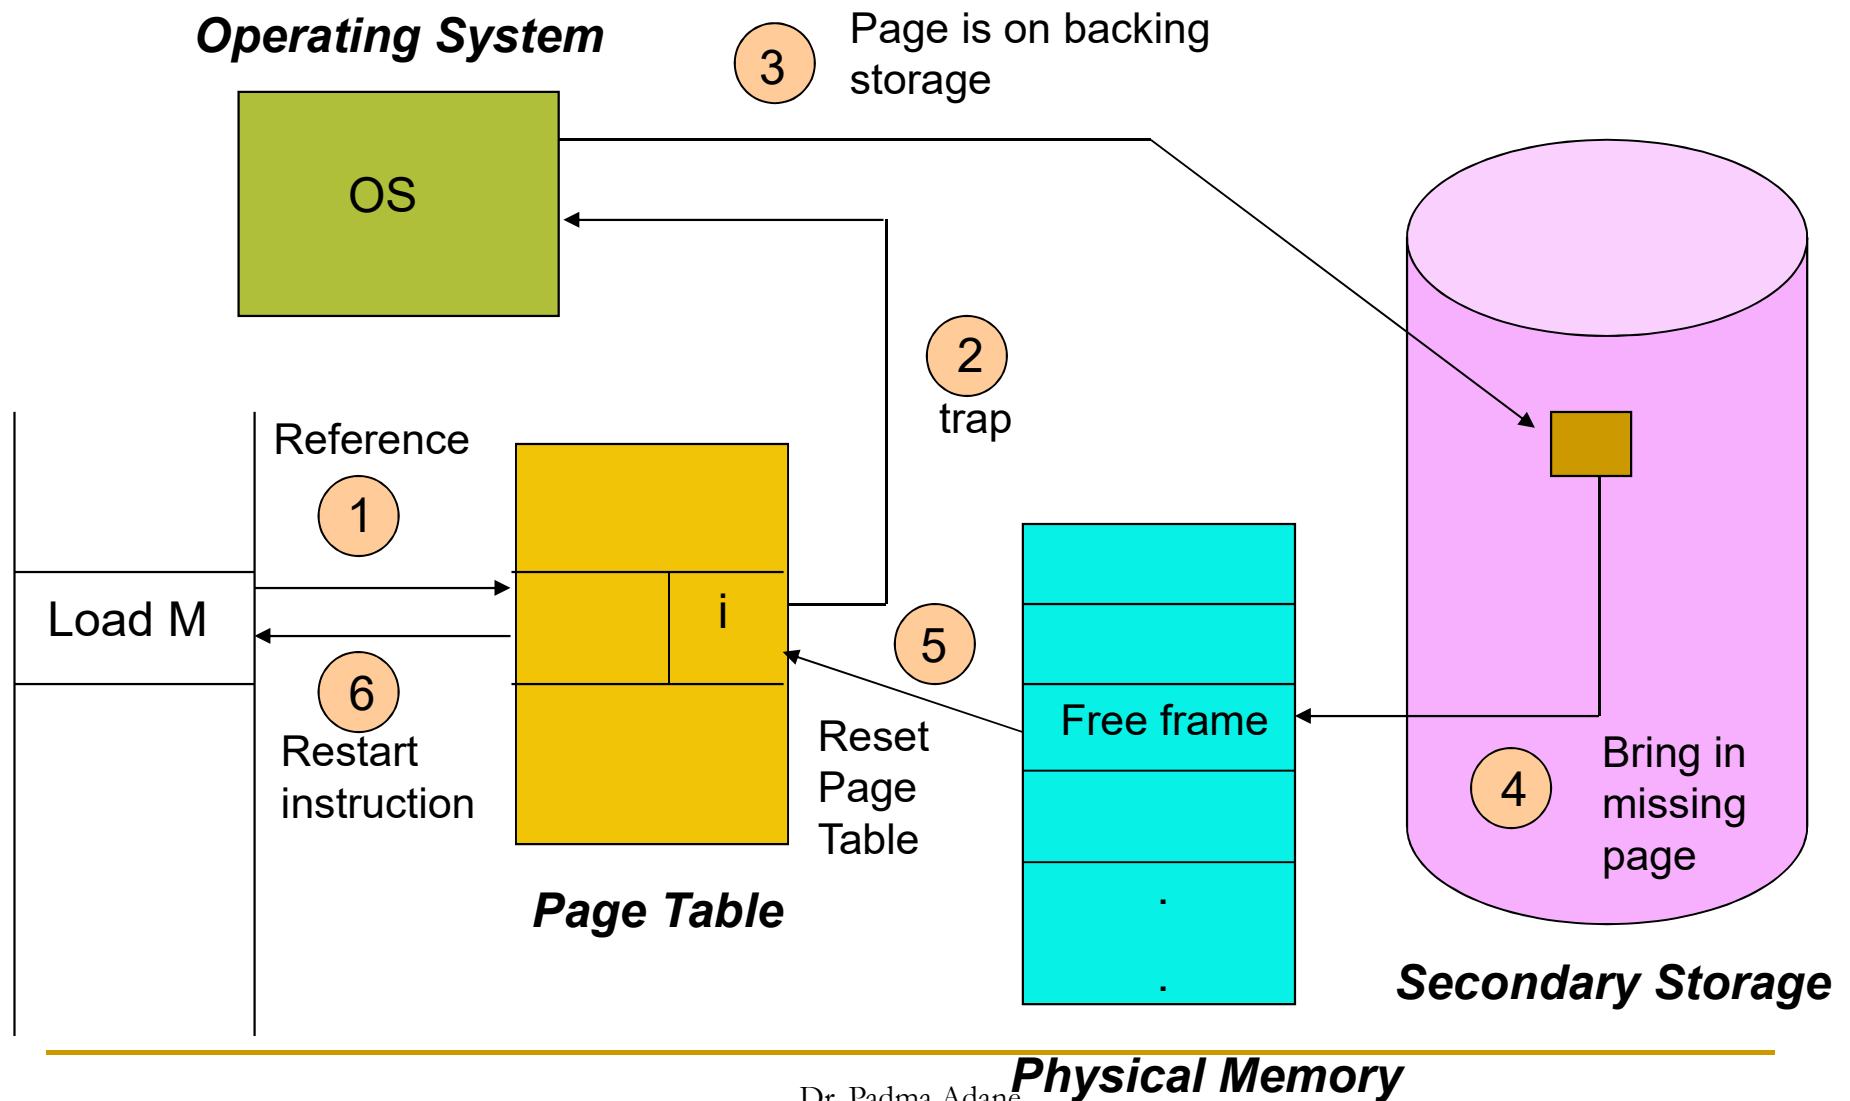 Operating System
3
Page is on backing
storage
OS
2
trap
Reference
1
Load M
i
6
Restart
instruction
5
Reset
Page
Table
Free frame
.
.
4
Bring in
missing
page
Page Table
Secondary Storage
Physical Memory
Dr. Padma Adane